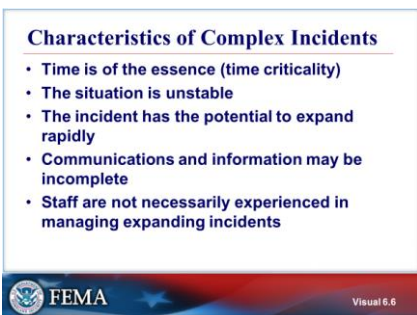 Characteristics of Complex Incidents
• Time is of the essence (time criticality)
• The situation is unstable
• The incident has the potential to expand
rapidly
• Communications and information may be
incomplete
• Staff are not necessarily experienced in
managing expanding incidents
FEMA
Visual 6.6